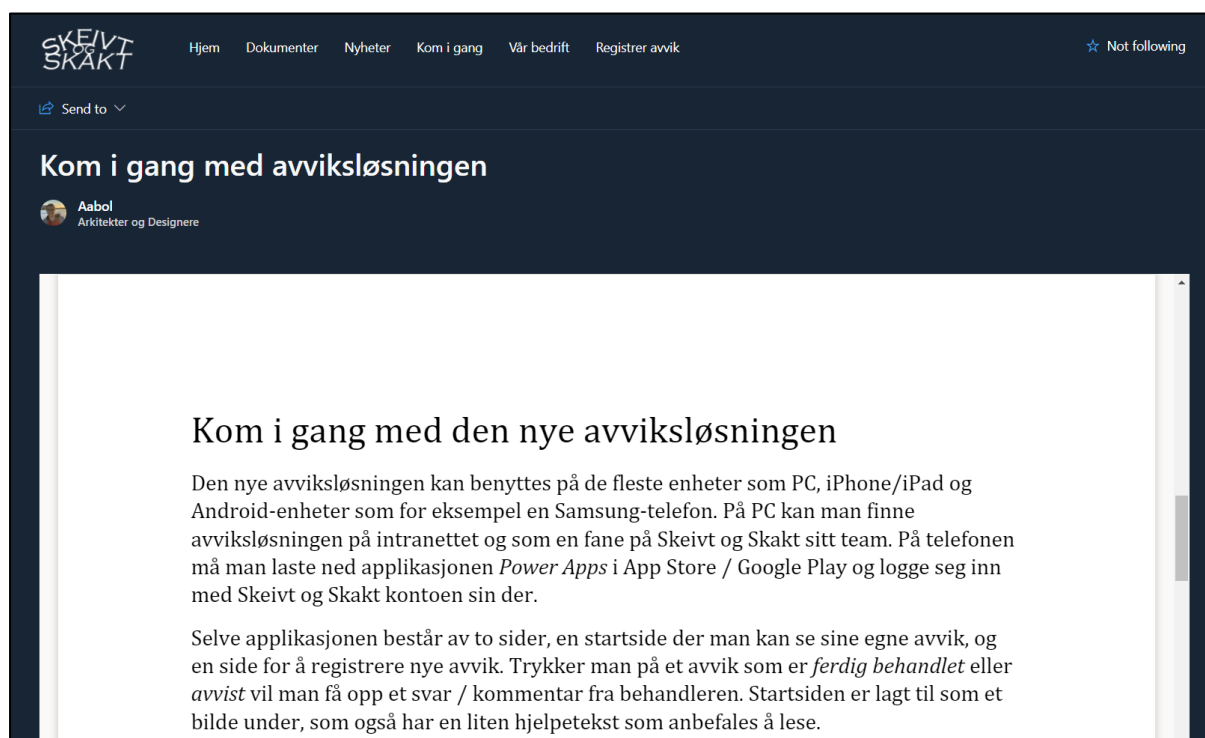 SKEIVT
OG
SKAKT
Hjem Dokumenter Nyheter Kom i gang Vår bedrift Registrer avvik
Not following
Send to
Kom i gang med avviksløsningen
Aabol
Arkitekter og Designere
Kom i gang med den nye avviksløsningen
Den nye avviksløsningen kan benyttes på de fleste enheter som PC, iPhone/iPad og
Android-enheter som for eksempel en Samsung-telefon. På PC kan man finne
avviksløsningen på intranettet og som en fane på Skeivt og Skakt sitt team. På telefonen
må man laste ned applikasjonen Power Apps i App Store / Google Play og logge seg inn
med Skeivt og Skakt kontoen sin der.
Selve applikasjonen består av to sider, en startside der man kan se sine egne avvik, og
en side for å registrere nye avvik. Trykker man på et avvik som er ferdig behandlet eller
avvist vil man få opp et svar / kommentar fra behandleren. Startsiden er lagt til som et
bilde under, som også har en liten hjelpetekst som anbefales å lese.